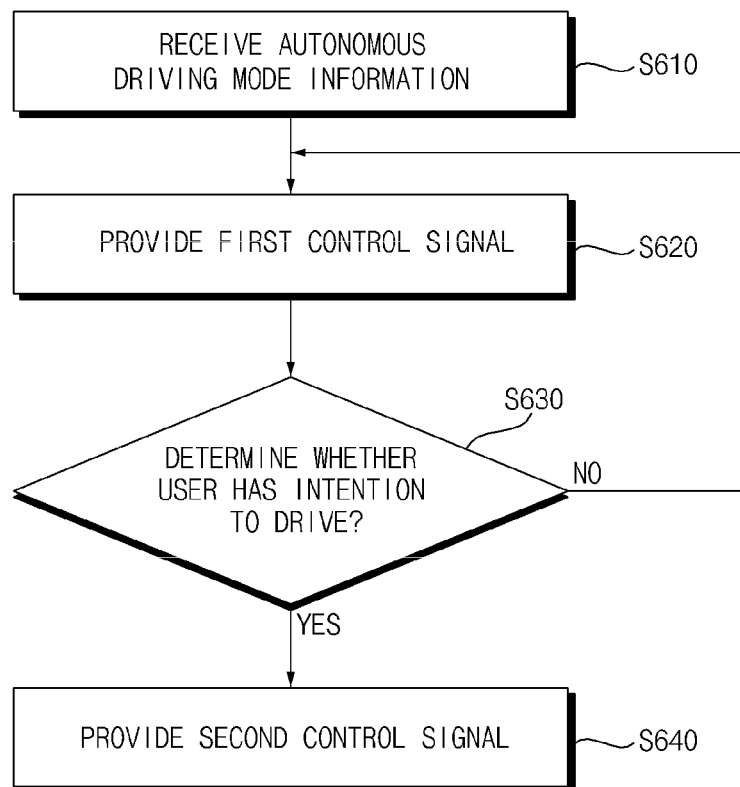 RECEIVE AUTONOMOUS
DRIVING MODE INFORMATION
S610
PROVIDE FIRST CONTROL SIGNAL
S620
S630
DETERMINE WHETHER
USER HAS INTENTION
TO DRIVE?
NO
YES
PROVIDE SECOND CONTROL SIGNAL
S640